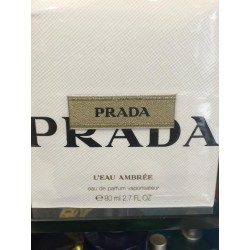 PRADA
PRADA
L'EAU AMBRÉE
eau de parfum vaporisateur
℮ 80 ml 2.7 FL OZ